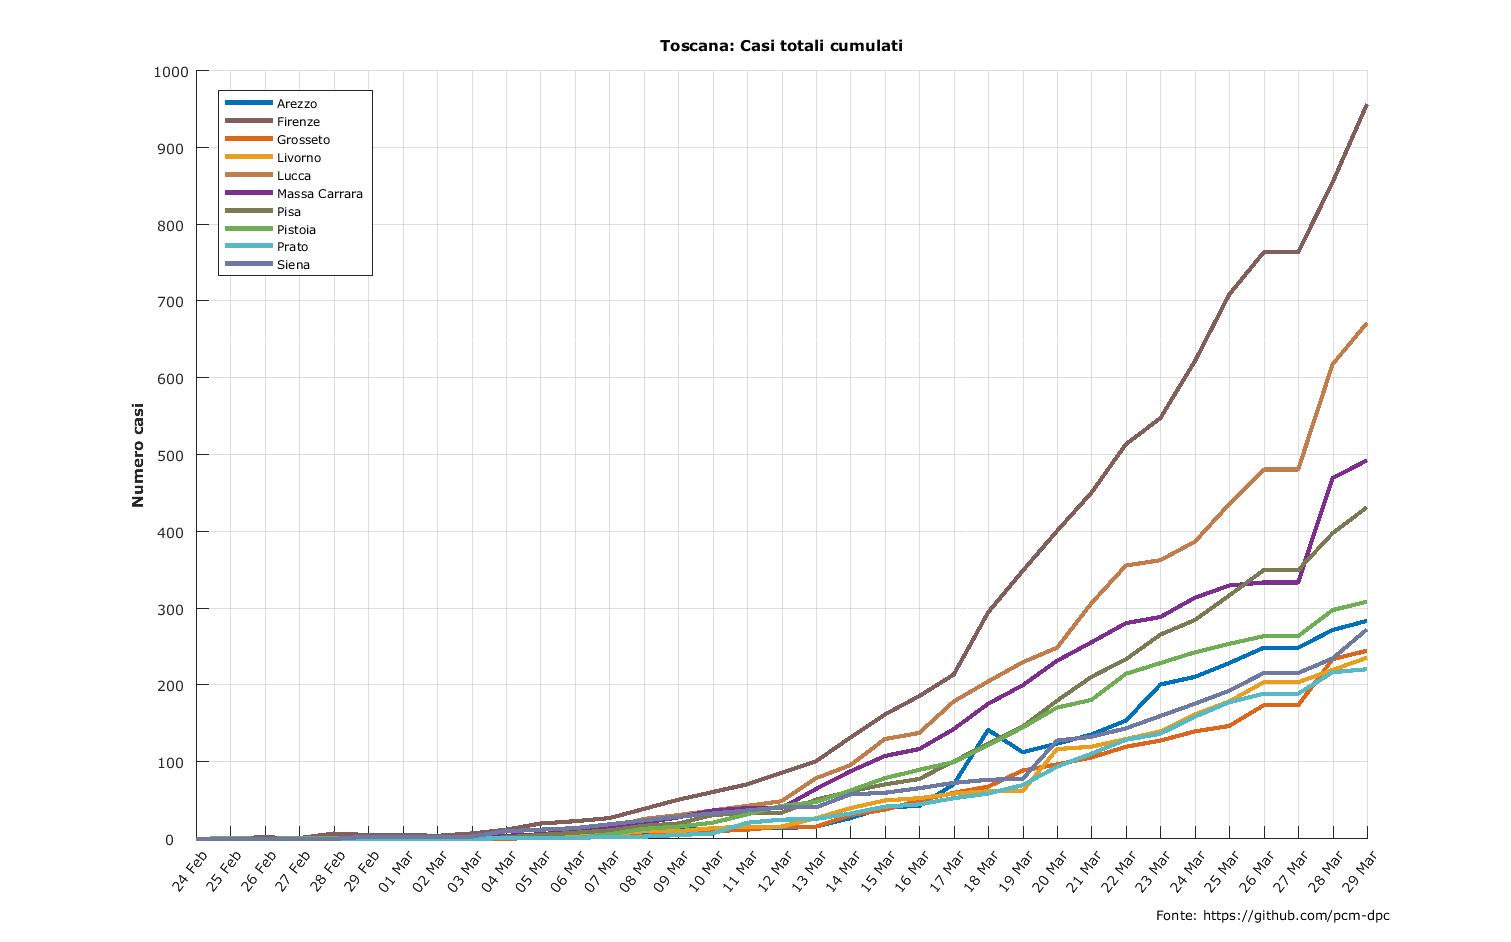 Toscana: Casi totali cumulati
1000
900
800
700
600
500
400
300
200
100
0
Numero casi
Arezzo
Firenze
Grosseto
Livorno
Lucca
Massa Carrara
Pisa
Pistoia
Prato
Siena
24 Feb
25 Feb
26 Feb
27 Feb
28 Feb
29 Feb
01 Mar
02 Mar
03 Mar
04 Mar
05 Mar
06 Mar
07 Mar
08 Mar
09 Mar
10 Mar
11 Mar
12 Mar
13 Mar
14 Mar
15 Mar
16 Mar
17 Mar
18 Mar
19 Mar
20 Mar
21 Mar
22 Mar
23 Mar
24 Mar
25 Mar
26 Mar
27 Mar
28 Mar
29 Mar
Fonte: https://github.com/pcm-dpc